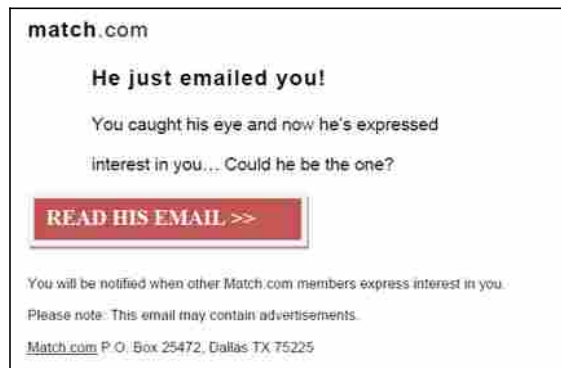 match.com
He just emailed you!
You caught his eye and now he's expressed
interest in you… Could he be the one?
READ HIS EMAIL >>
You will be notified when other Match.com members express interest in you.
Please note: This email may contain advertisements.
Match.com P.O. Box 25472, Dallas TX 75225